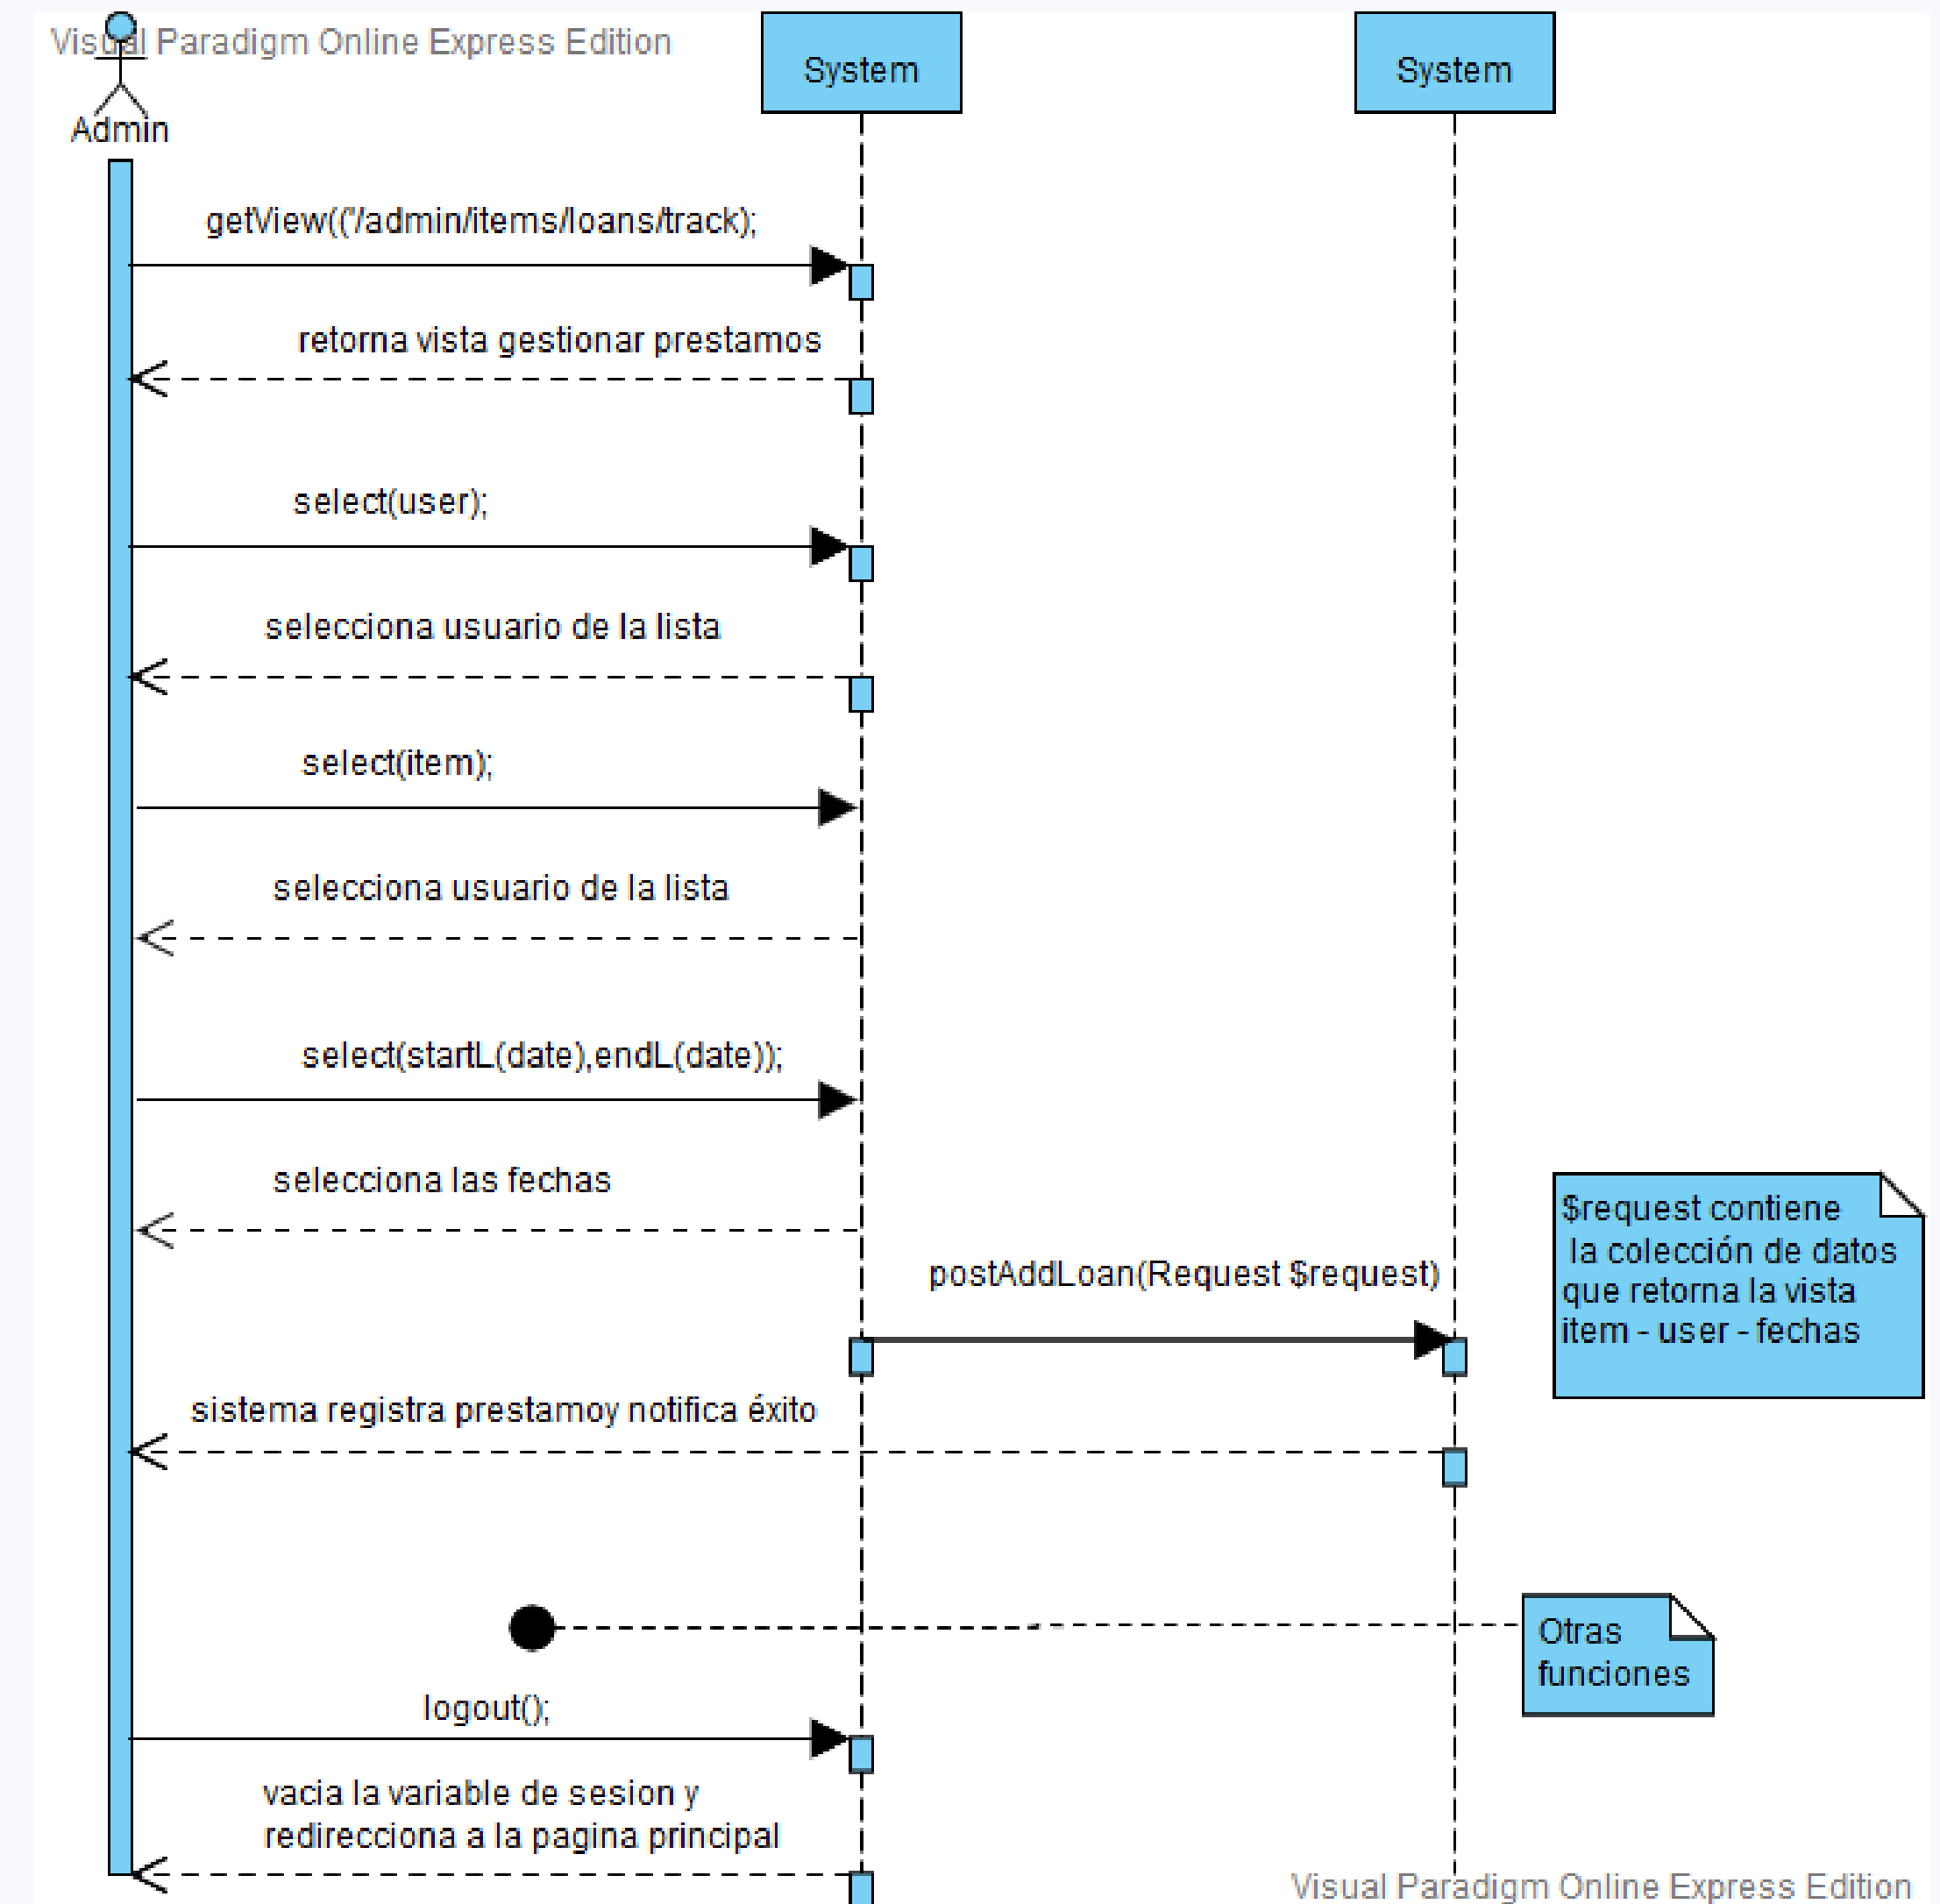 Visual Paradigm Online Express Edition
System
System
Admin
getView(('/admin/items/loans/track);
retorna vista gestionar prestamos
select(user);
selecciona usuario de la lista
select(item);
selecciona usuario de la lista
select(startL(date),endL(date));
selecciona las fechas
$request contiene
la colección de datos
que retorna la vista
item - user - fechas
postAddLoan(Request $request)
sistema registra prestamoy notifica éxito
Otras
funciones
logout();
vacia la variable de sesion y
redirecciona a la pagina principal
Visual Paradigm Online Express Edition